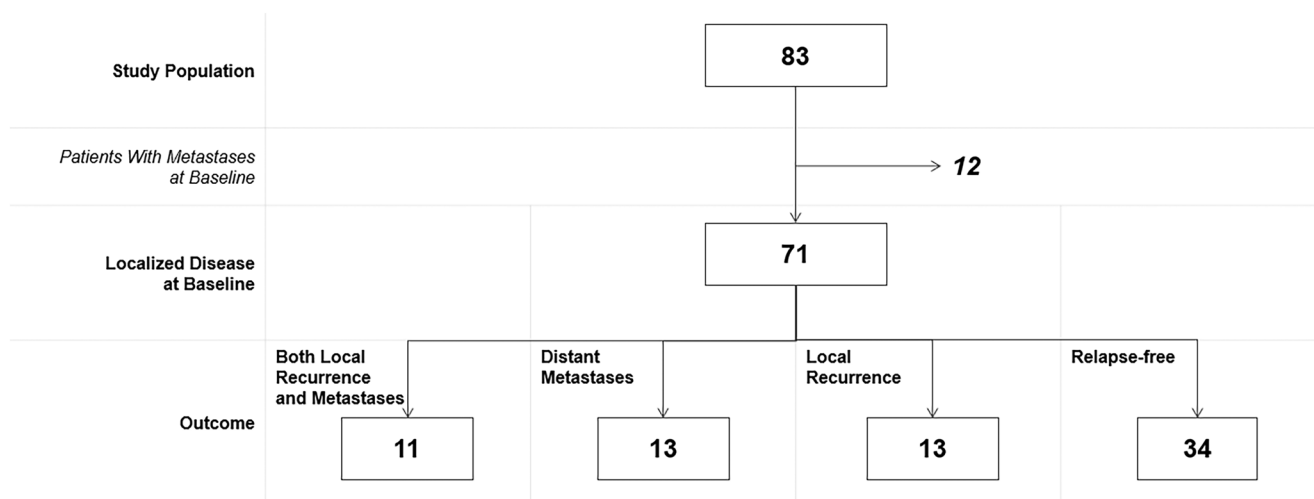 Study Population
83
Patients With Metastases
at Baseline
12
Localized Disease
at Baseline
71
Both Local
Recurrence
and Metastases
Distant
Metastases
Local
Recurrence
Relapse-free
Outcome
11
13
13
34